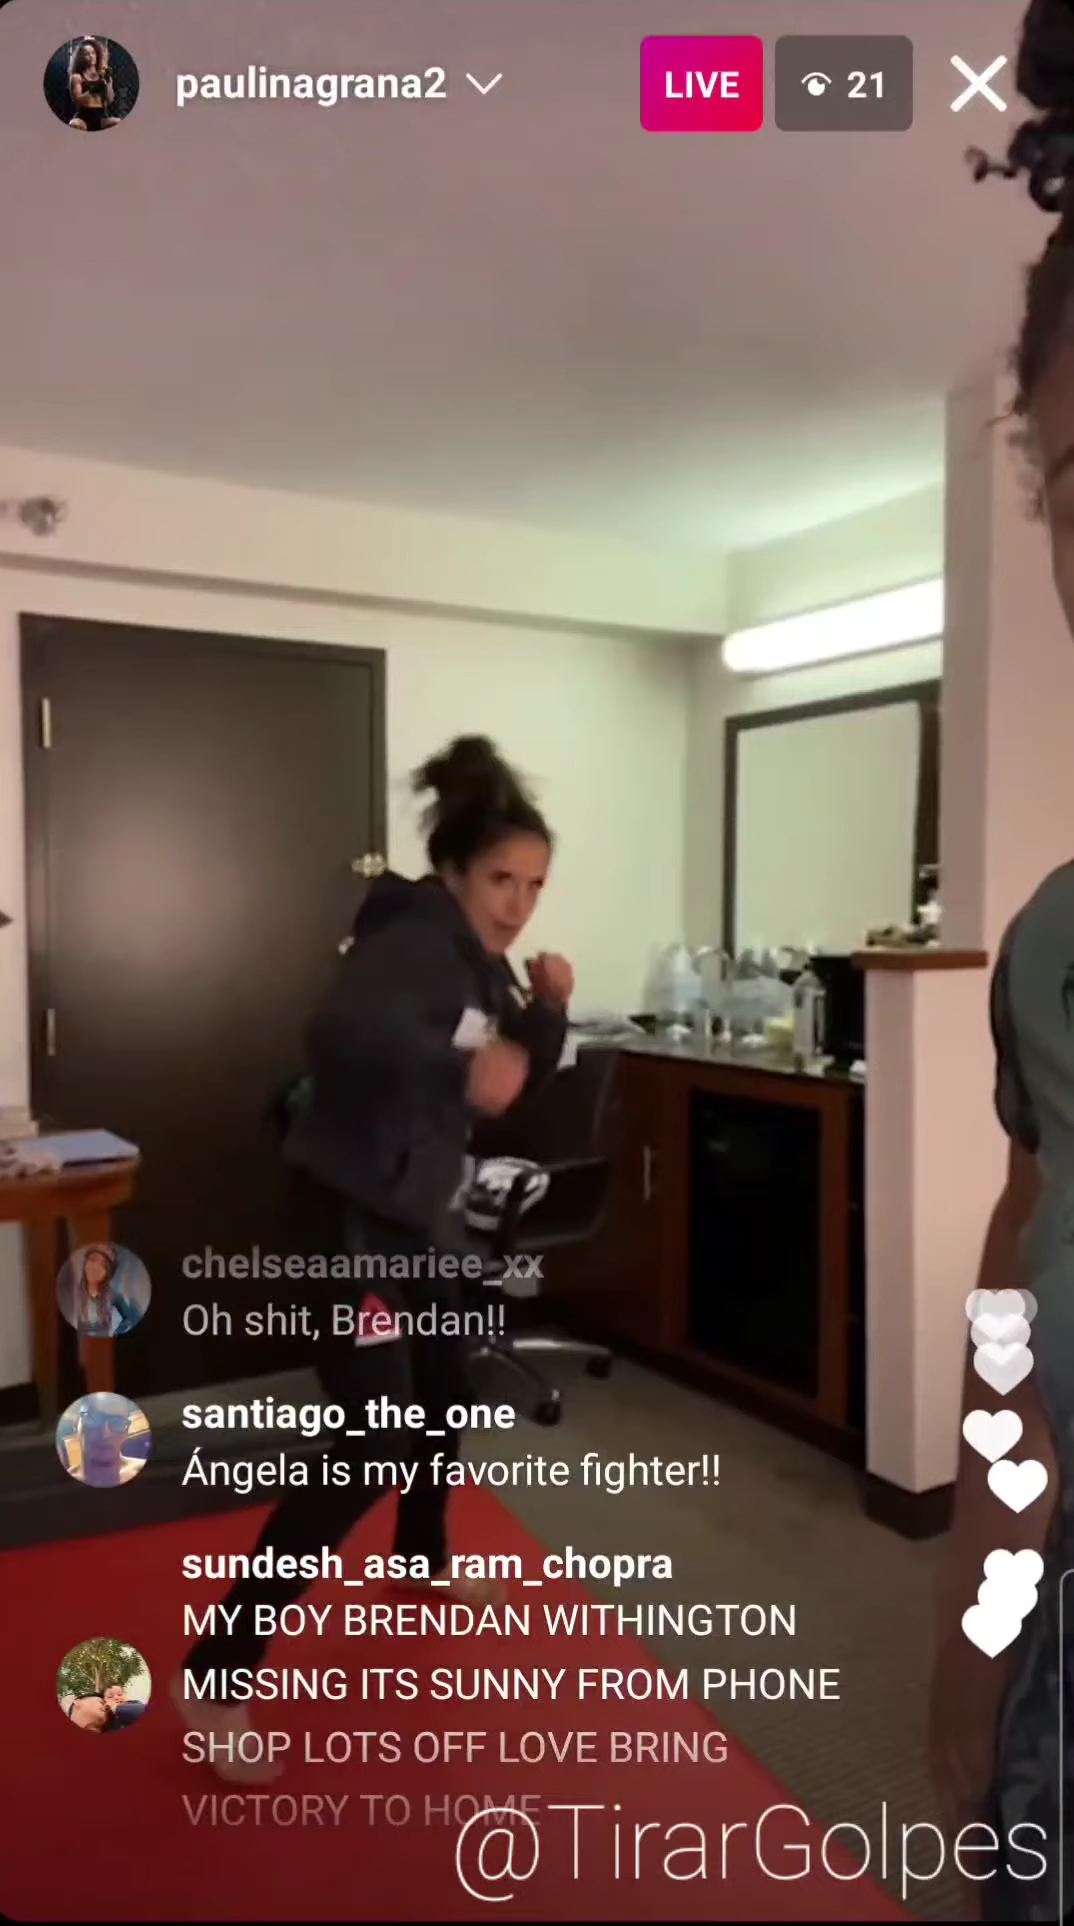 paulinagrana2
LIVE
21
chelseaamariee_xx
Oh shit, Brendan!!
santiago_the_one
Ángela is my favorite fighter!!
sundesh_asa_ram_chopra
MY BOY BRENDAN WITHINGTON
MISSING ITS SUNNY FROM PHONE
SHOP LOTS OFF LOVE BRING
VICTORY TO HOME
@TirarGolpes